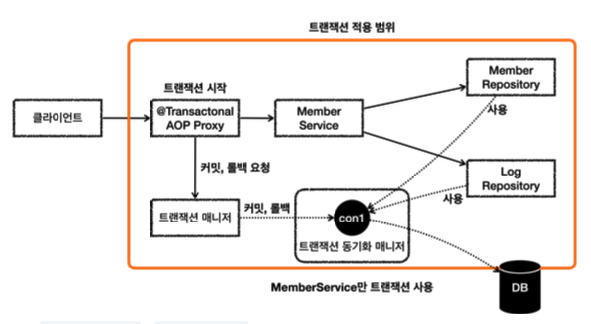 트랜잭션 적용 범위
트랜잭션 시작
클라이언트
@Transactonal
AOP Proxy
Member
Service
Member
Repository
사용
커밋, 롤백 요청
Log
Repository
사용
트랜잭션 매니저
커밋, 롤백
con1
트랜잭션 동기화 매니저
MemberService만 트랜잭션 사용
DB